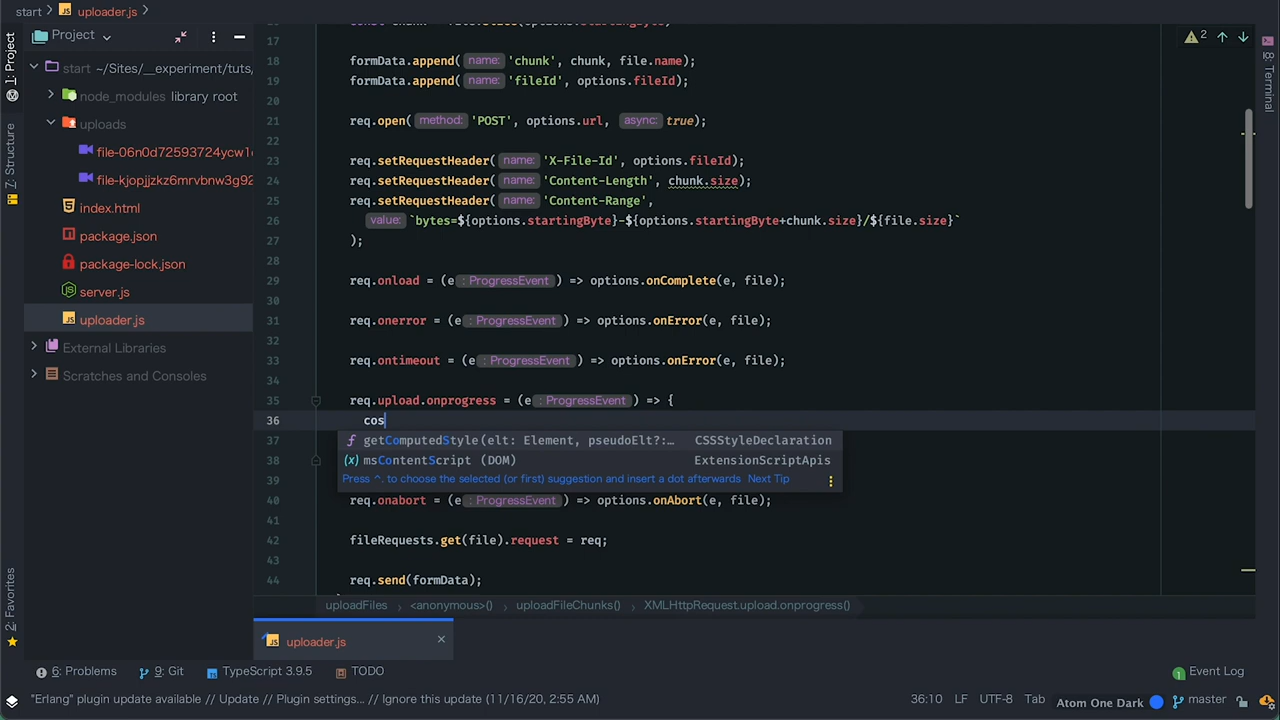 start uploader.js
Project
start ~/Sites/__experiment/tuts,
node_modules library root
uploads
file-06n0d72593724ycw1
file-kjopjjzkz6mrvbnw3g92
index.html
package.json
package-lock.json
server.js
uploader.js
External Libraries
Scratches and Consoles
1: Project
7: Structure
2: Favorites
8: Terminal
2
17
18 formData.append( name: 'chunk', chunk, file.name);
19 formData.append( name: 'fileId', options.fileId);
20
21 req.open( method: 'POST', options.url, async: true);
22
23 req.setRequestHeader( name: 'X-File-Id', options.fileId);
24 req.setRequestHeader( name: 'Content-Length', chunk.size);
25 req.setRequestHeader( name: 'Content-Range',
26 value: `bytes=${options.startingByte}-${options.startingByte+chunk.size}/${file.size}`
27 );
28
29 req.onload = (e : ProgressEvent ) => options.onComplete(e, file);
30
31 req.onerror = (e : ProgressEvent ) => options.onError(e, file);
32
33 req.ontimeout = (e : ProgressEvent ) => options.onError(e, file);
34
35 req.upload.onprogress = (e : ProgressEvent ) => {
36 cos
37 getComputedStyle(elt: Element, pseudoElt?:… CSSStyleDeclaration
38 msContentScript (DOM) ExtensionScriptApis
39 Press ^. to choose the selected (or first) suggestion and insert a dot afterwards Next Tip
40 req.onabort = (e : ProgressEvent ) => options.onAbort(e, file);
41
42 fileRequests.get(file).request = req;
43
44 req.send(formData);
uploadFiles <anonymous>() uploadFileChunks() XMLHttpRequest.upload.onprogress()
uploader.js
6: Problems 9: Git TypeScript 3.9.5 TODO 1 Event Log
"Erlang" plugin update available // Update // Plugin settings... // Ignore this update (11/16/20, 2:55 AM) 36:10 LF UTF-8 Tab Atom One Dark master